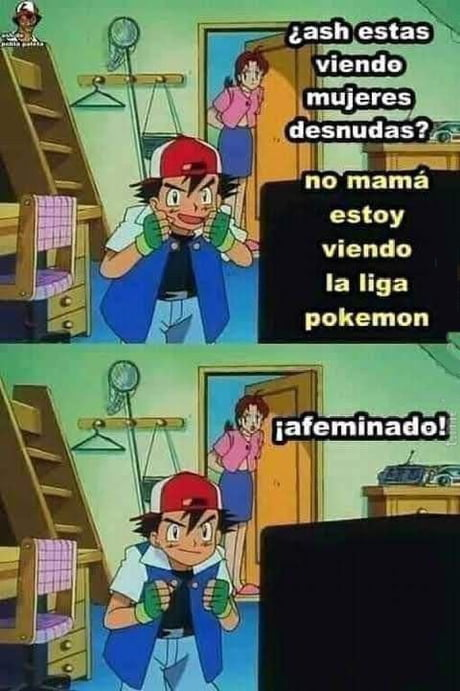 ¿ash estas
viendo
mujeres
desnudas?
no mamá
estoy
viendo
la liga
pokemon
¡afeminado!